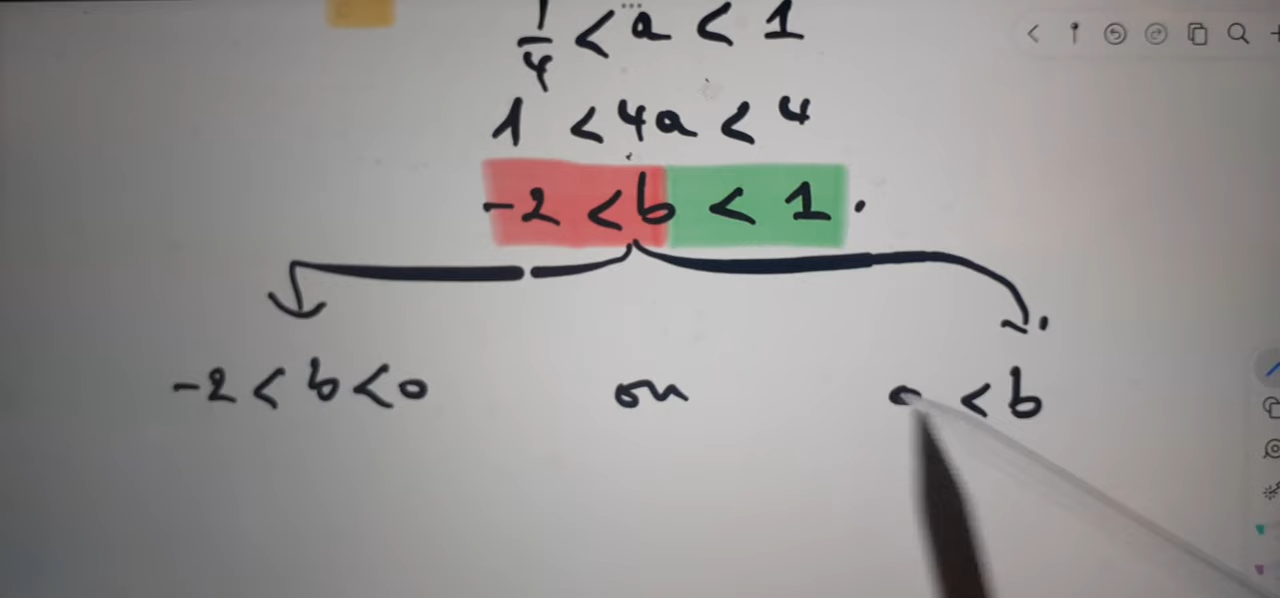 1/4 < a < 1
1 < 4a < 4
-2 < b < 1.
-2 < b < 0 ou 0 < b